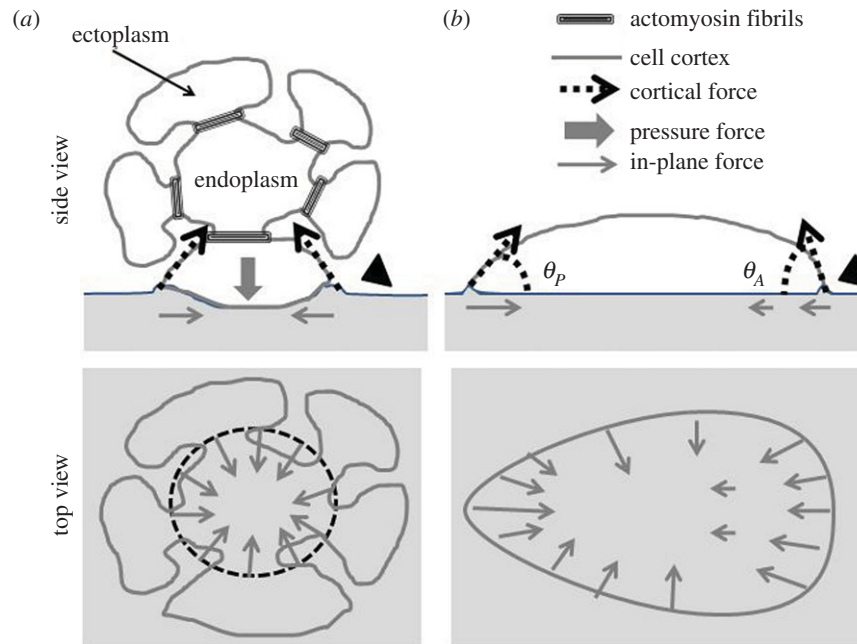 (a)
ectoplasm
endoplasm
side view
top view
(b)
actomyosin fibrils
cell cortex
cortical force
pressure force
in-plane force
θP
θA